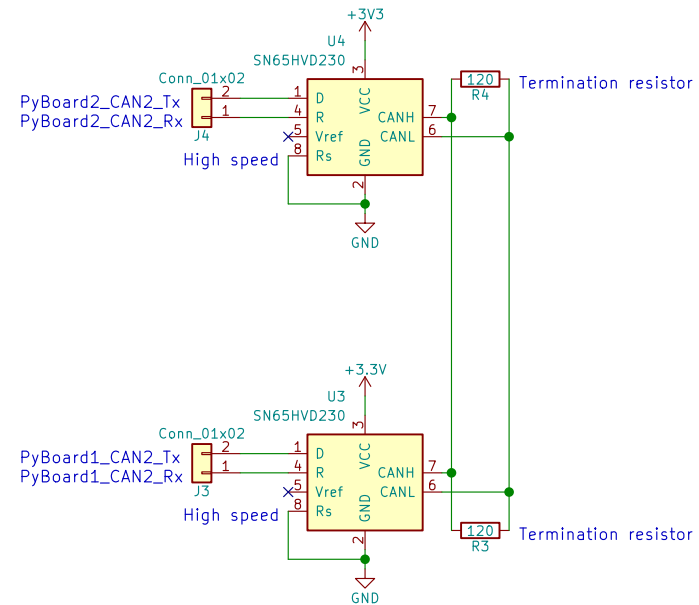 +3V3
U4
SN65HVD230
Conn_01x02
PyBoard2_CAN2_Tx
PyBoard2_CAN2_Rx
J4
2
1
1 D
4 R
5 Vref
8 Rs
3
VCC
GND
2
CANH 7
CANL 6
High speed
GND
120
R4
Termination resistor
+3.3V
U3
SN65HVD230
Conn_01x02
PyBoard1_CAN2_Tx
PyBoard1_CAN2_Rx
J3
2
1
1 D
4 R
5 Vref
8 Rs
3
VCC
GND
2
CANH 7
CANL 6
High speed
GND
120
R3
Termination resistor